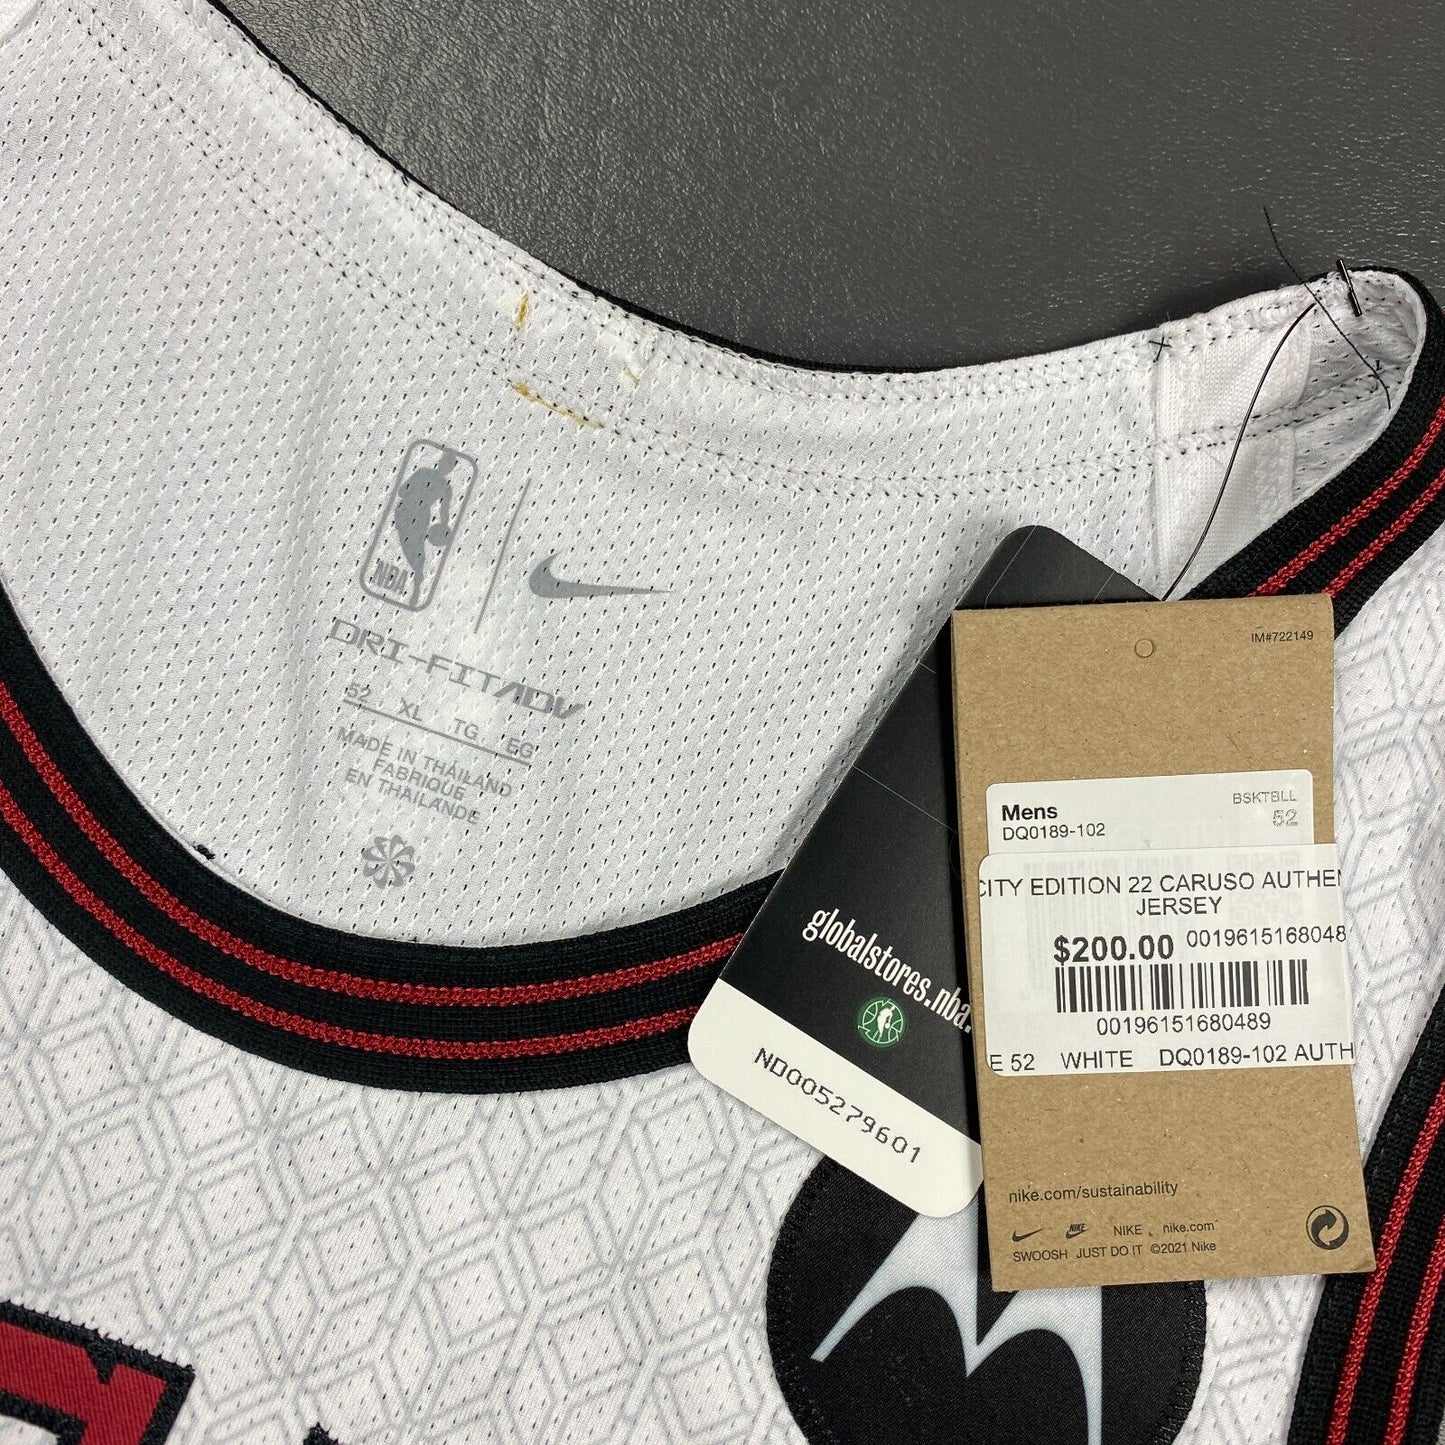 NBA
DRI-FIT ADV
52 XL TG EG
MADE IN THAILAND
FABRIQUE
EN THAILANDE
globalstores.nba.
ND005279601
IM#722149
Mens
BSKTBLL
DQ0189-102
52
CITY EDITION 22 CARUSO AUTHEN
JERSEY
$200.00 0019615168048
00196151680489
E 52 WHITE DQ0189-102 AUTH
nike.com/sustainability
NIKE NIKE nike.com
SWOOSH JUST DO IT ©2021 Nike